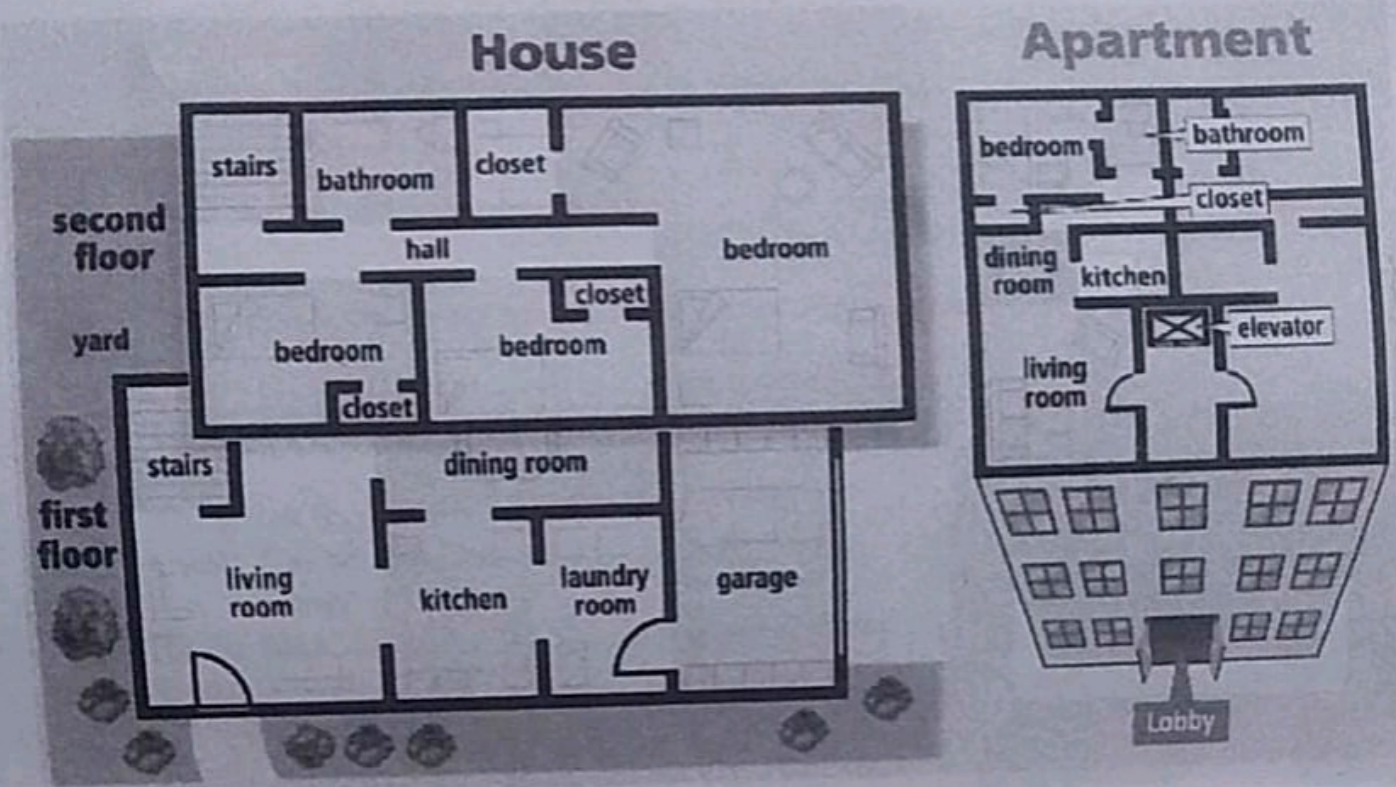 House
stairs
bathroom
closet
second
floor
hall
bedroom
closet
yard
bedroom
bedroom
closet
stairs
dining room
first
floor
living
room
kitchen
laundry
room
garage
Apartment
bedroom
bathroom
closet
dining
room
kitchen
elevator
living
room
Lobby